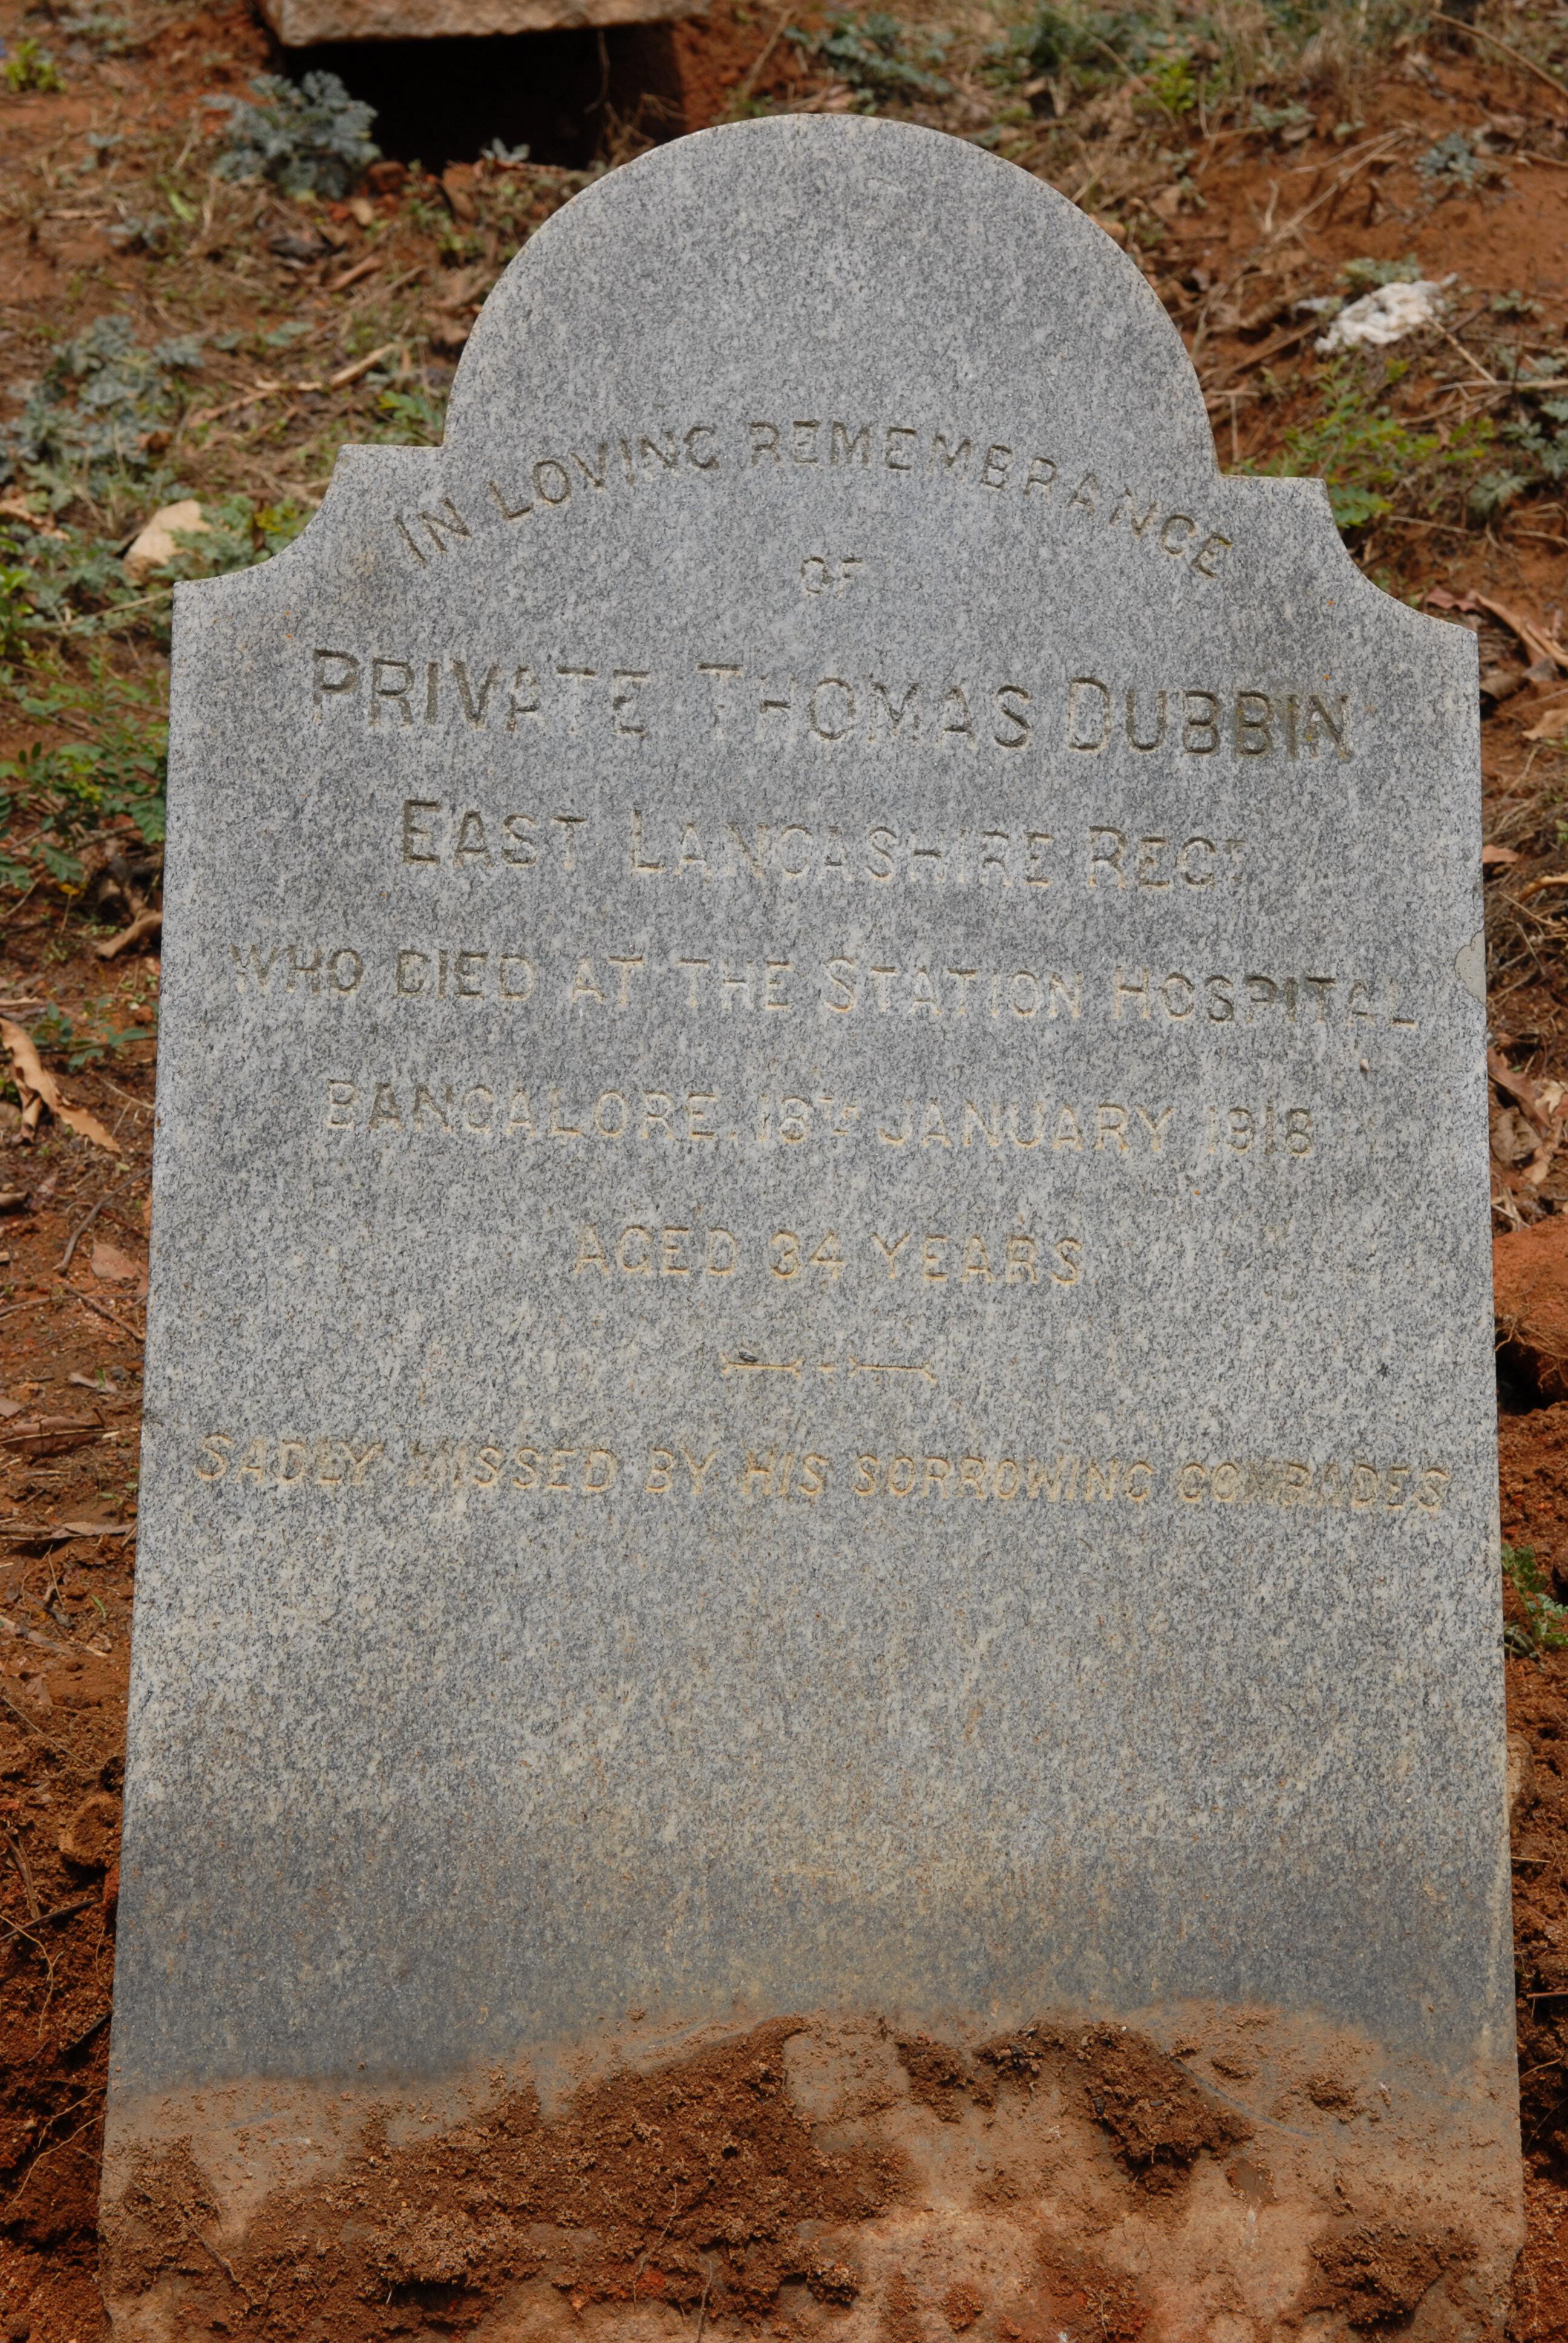 IN LOVING REMEMBRANCE
OF
PRIVATE THOMAS DUBBIN
EAST LANCASHIRE REGT
WHO DIED AT THE STATION HOSPITAL
BANGALORE. 18TH JANUARY 1918
AGED 34 YEARS
SADLY MISSED BY HIS SORROWING COMRADES